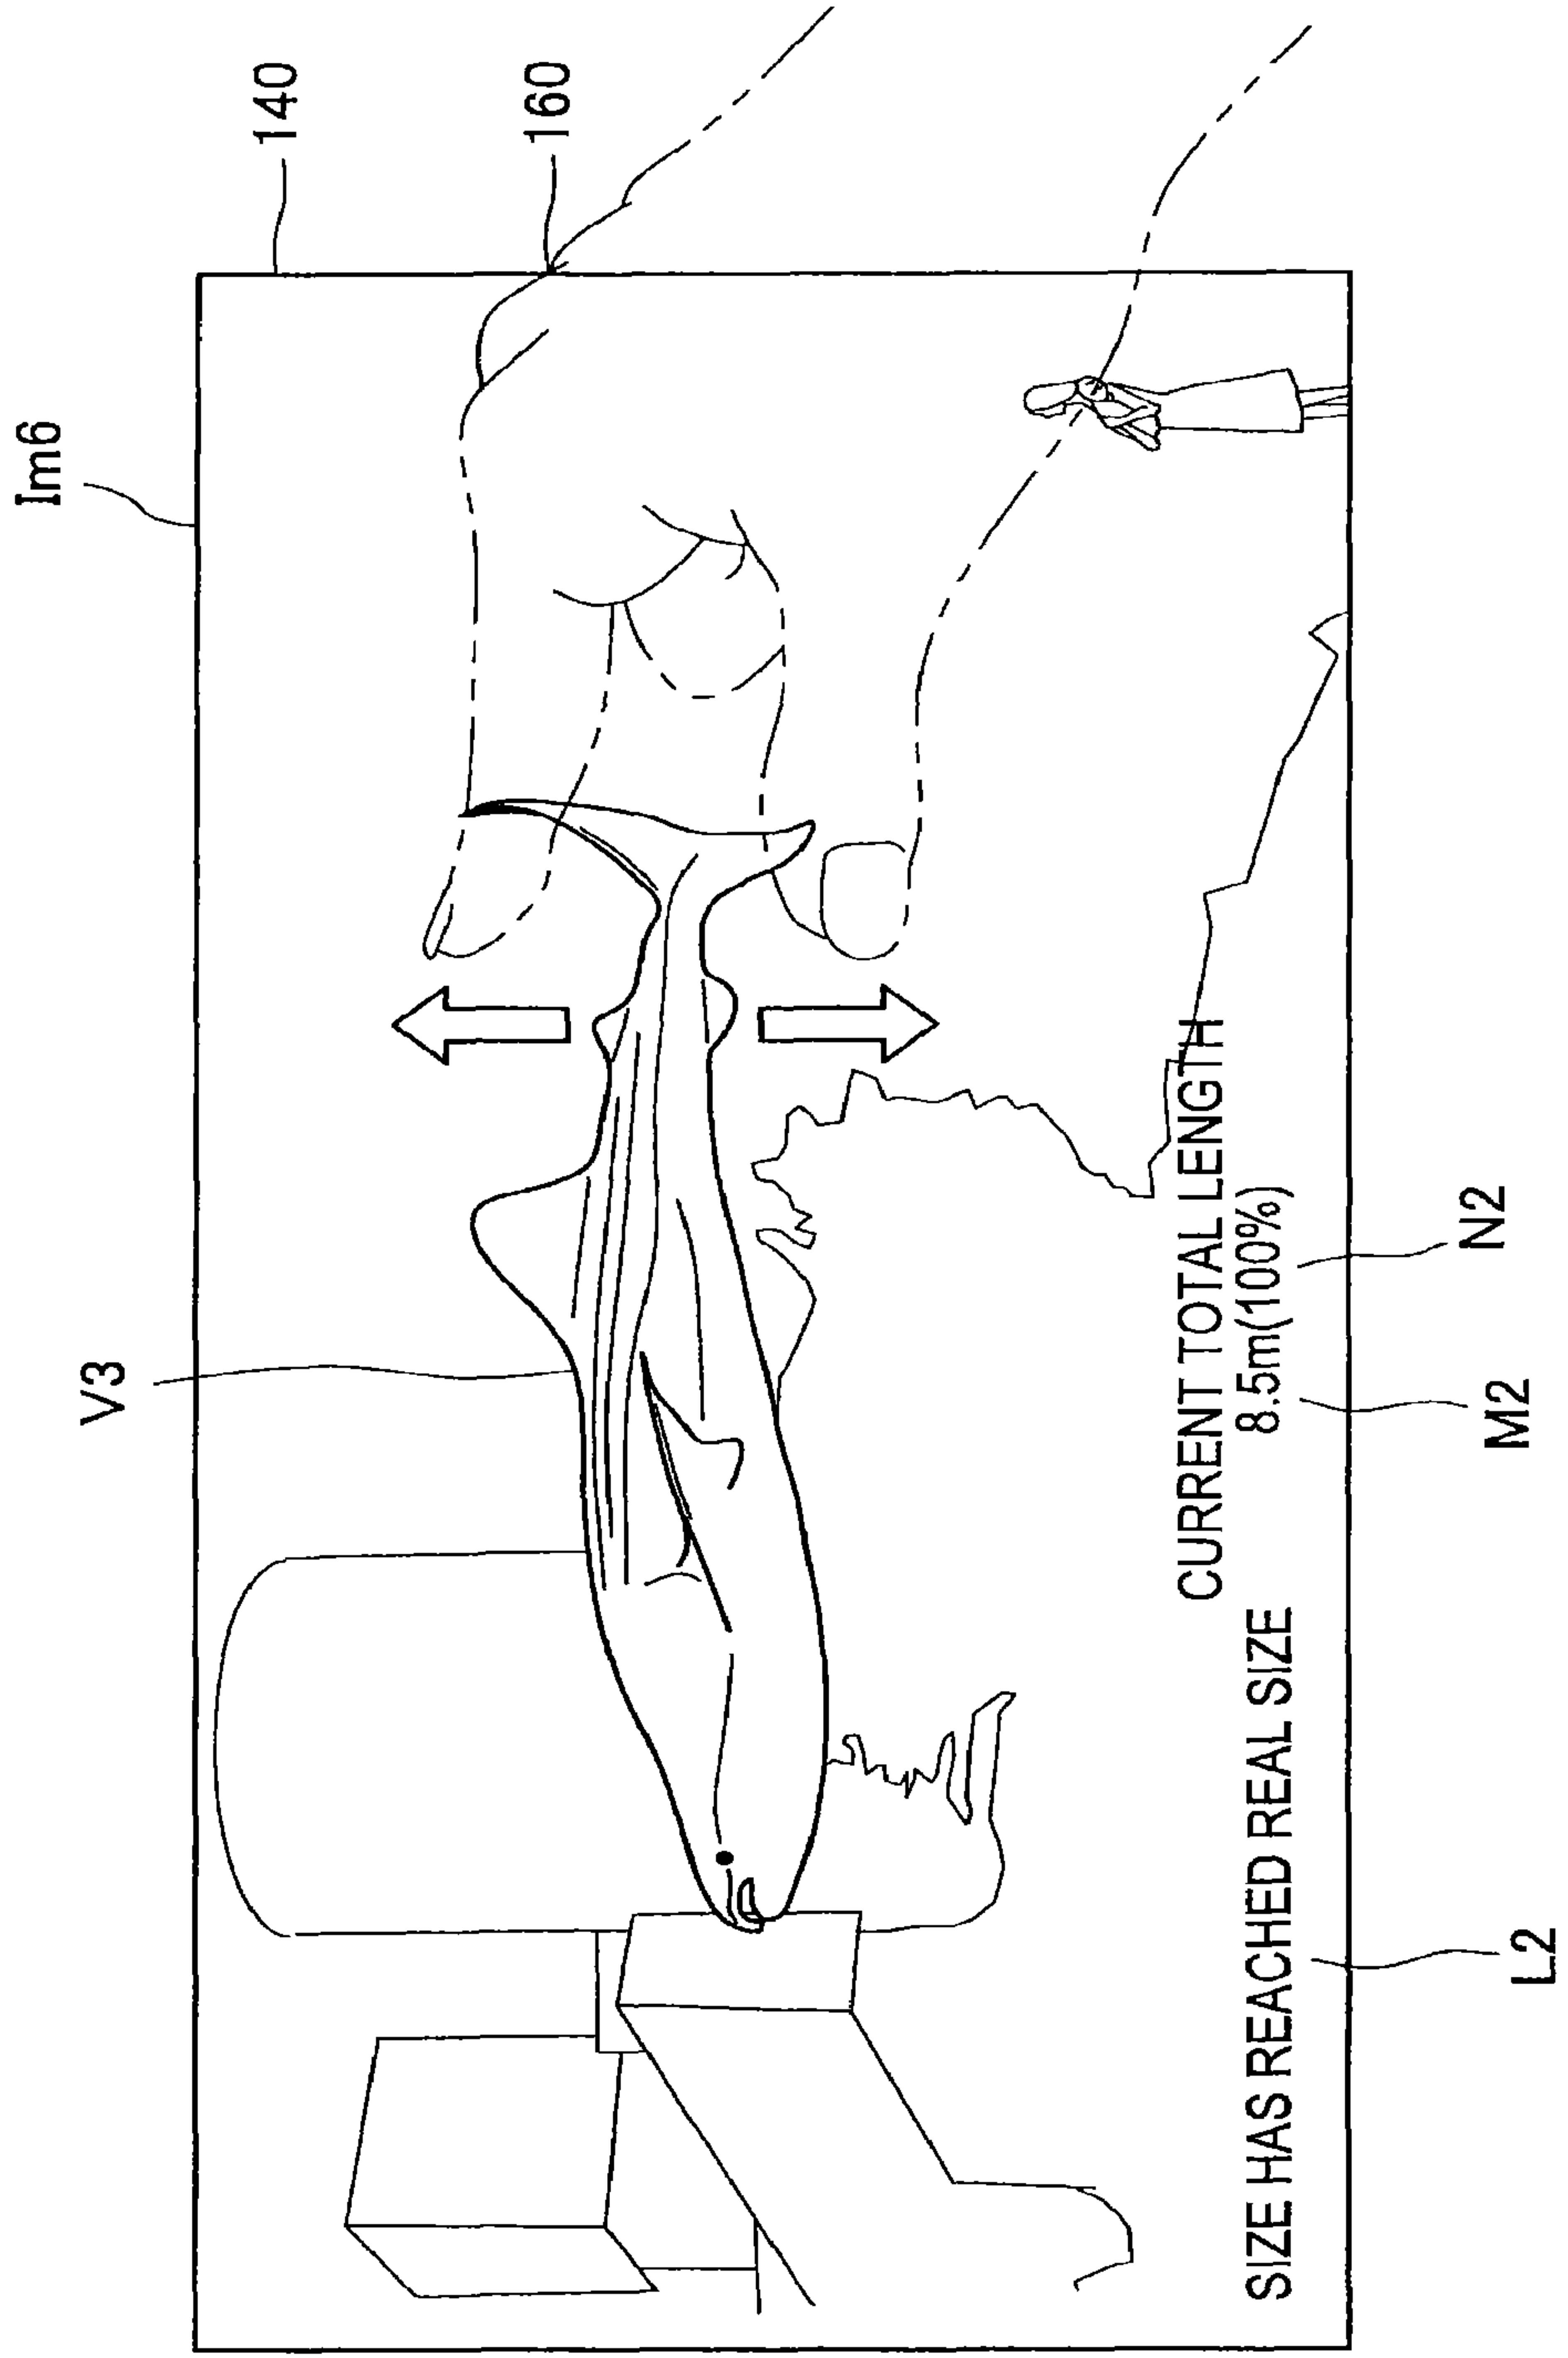 Im6
140
160
V3
CURRENT TOTAL LENGTH
8.5m(100%)
SIZE HAS REACHED REAL SIZE
L2
M2
N2